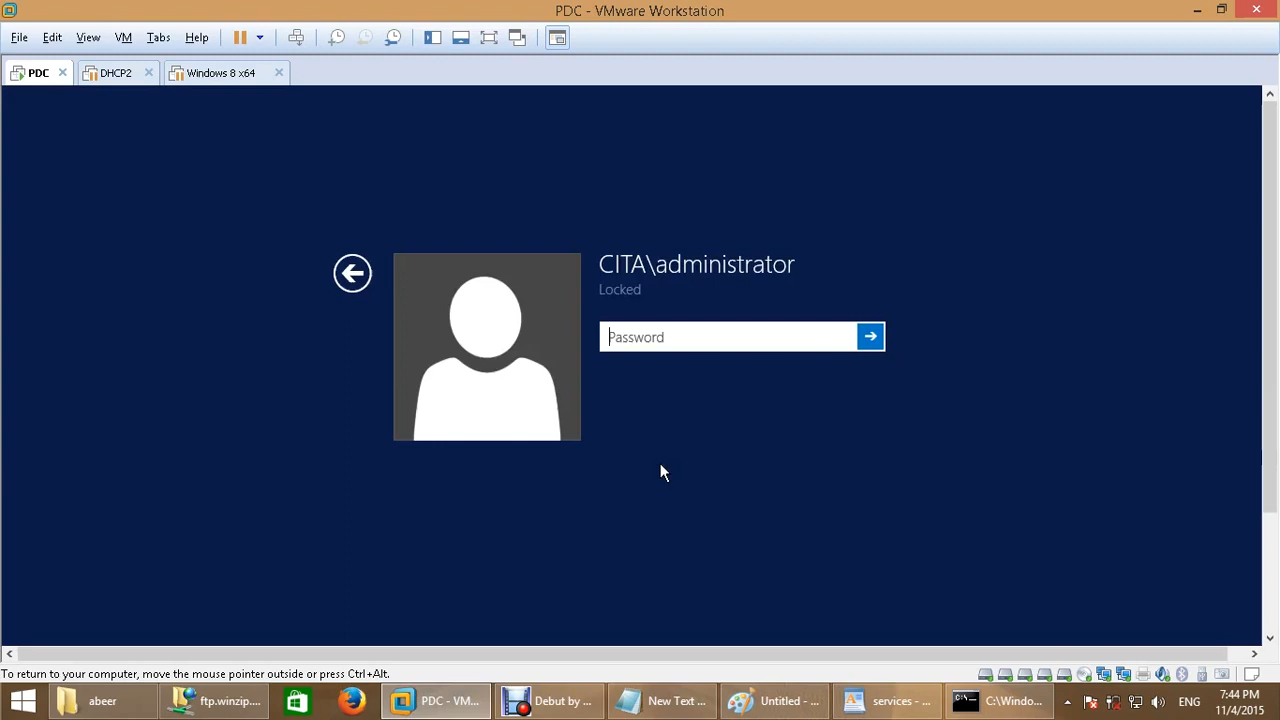 PDC - VMware Workstation
File Edit View VM Tabs Help
PDC DHCP2 Windows 8 x64
CITA\administrator
Locked
Password
To return to your computer, move the mouse pointer outside or press Ctrl+Alt.
abeer ftp.winzip.... PDC - VM... Debut by ... New Text ... Untitled - ... services - ... C:\Windo... ENG
7:44 PM
11/4/2015